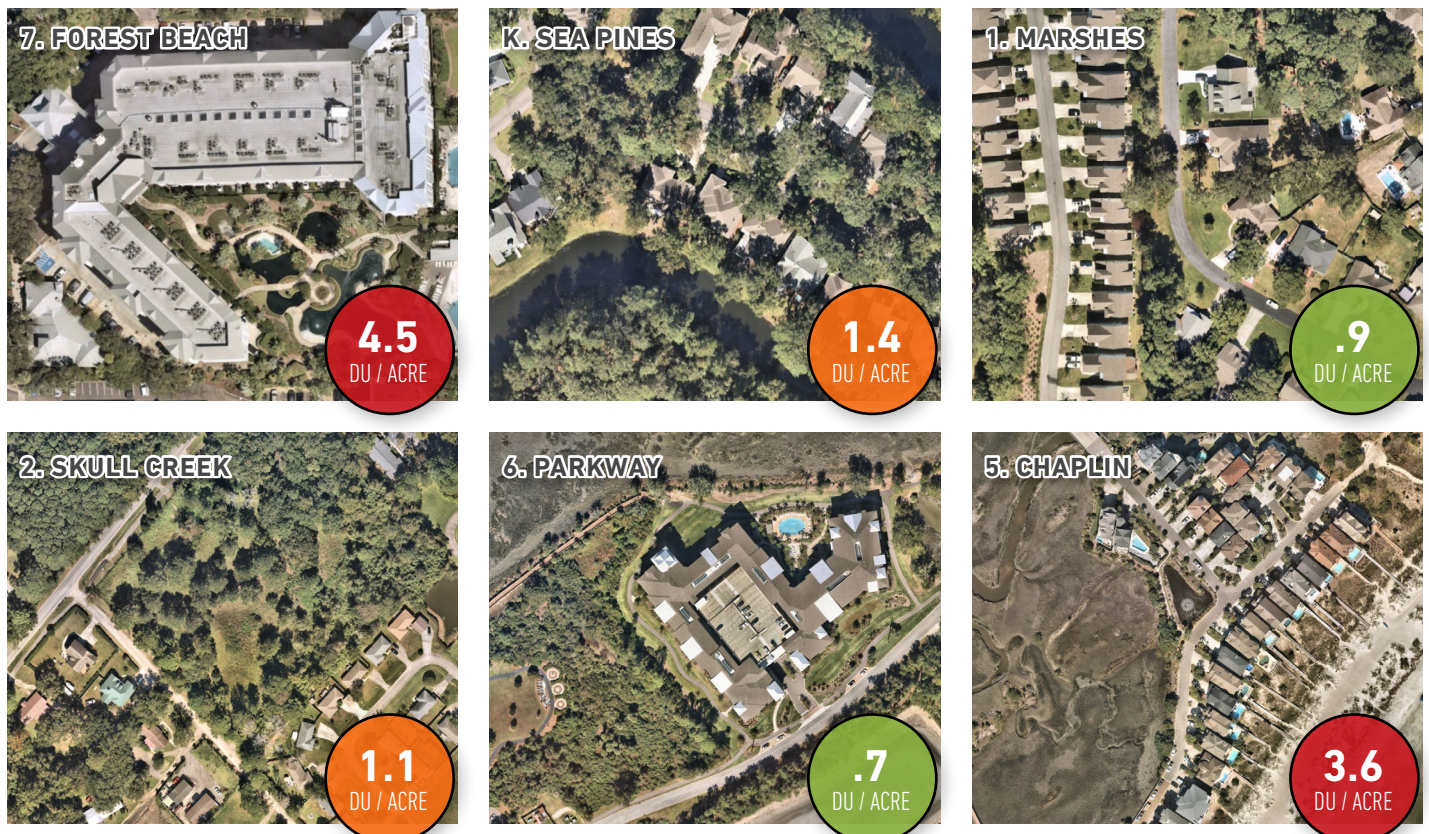 7. FOREST BEACH
4.5
DU / ACRE
K. SEA PINES
1.4
DU / ACRE
1. MARSHES
.9
DU / ACRE
2. SKULL CREEK
1.1
DU / ACRE
6. PARKWAY
.7
DU / ACRE
5. CHAPLIN
3.6
DU / ACRE